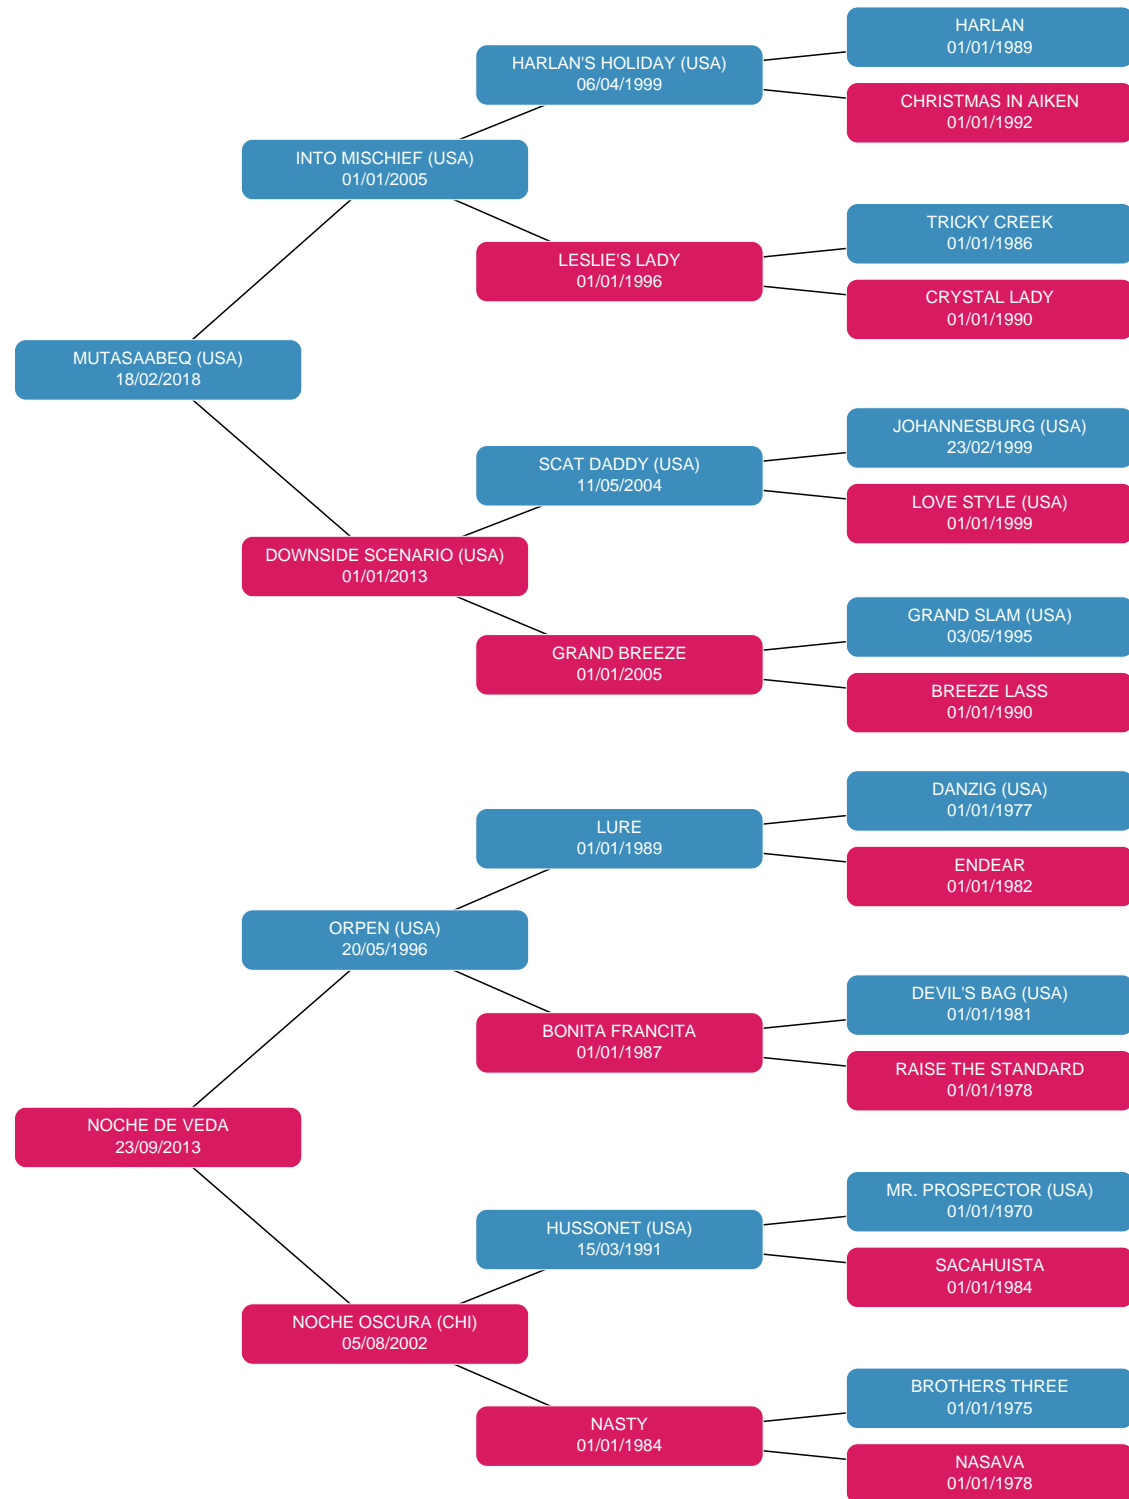 HARLAN
01/01/1989
HARLAN'S HOLIDAY (USA)
06/04/1999
CHRISTMAS IN AIKEN
01/01/1992
INTO MISCHIEF (USA)
01/01/2005
TRICKY CREEK
01/01/1986
LESLIE'S LADY
01/01/1996
CRYSTAL LADY
01/01/1990
MUTASAABEQ (USA)
18/02/2018
JOHANNESBURG (USA)
23/02/1999
SCAT DADDY (USA)
11/05/2004
LOVE STYLE (USA)
01/01/1999
DOWNSIDE SCENARIO (USA)
01/01/2013
GRAND SLAM (USA)
03/05/1995
GRAND BREEZE
01/01/2005
BREEZE LASS
01/01/1990
DANZIG (USA)
01/01/1977
LURE
01/01/1989
ENDEAR
01/01/1982
ORPEN (USA)
20/05/1996
DEVIL'S BAG (USA)
01/01/1981
BONITA FRANCITA
01/01/1987
RAISE THE STANDARD
01/01/1978
NOCHE DE VEDA
23/09/2013
MR. PROSPECTOR (USA)
01/01/1970
HUSSONET (USA)
15/03/1991
SACAHUISTA
01/01/1984
NOCHE OSCURA (CHI)
05/08/2002
BROTHERS THREE
01/01/1975
NASTY
01/01/1984
NASAVA
01/01/1978